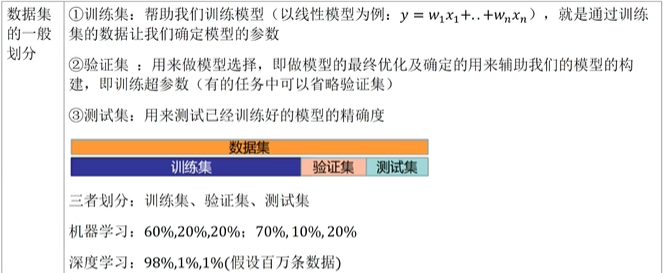 数据集的一般划分
①训练集：帮助我们训练模型（以线性模型为例：y = w₁x₁+..+wₙxₙ），就是通过训练
集的数据让我们确定模型的参数
②验证集 ：用来做模型选择，即做模型的最终优化及确定的用来辅助我们的模型的构
建，即训练超参数（有的任务中可以省略验证集）
③测试集：用来测试已经训练好的模型的精确度
数据集
训练集 验证集 测试集
三者划分：训练集、验证集、测试集
机器学习：60%,20%,20%；70%, 10%, 20%
深度学习：98%,1%,1%(假设百万条数据)